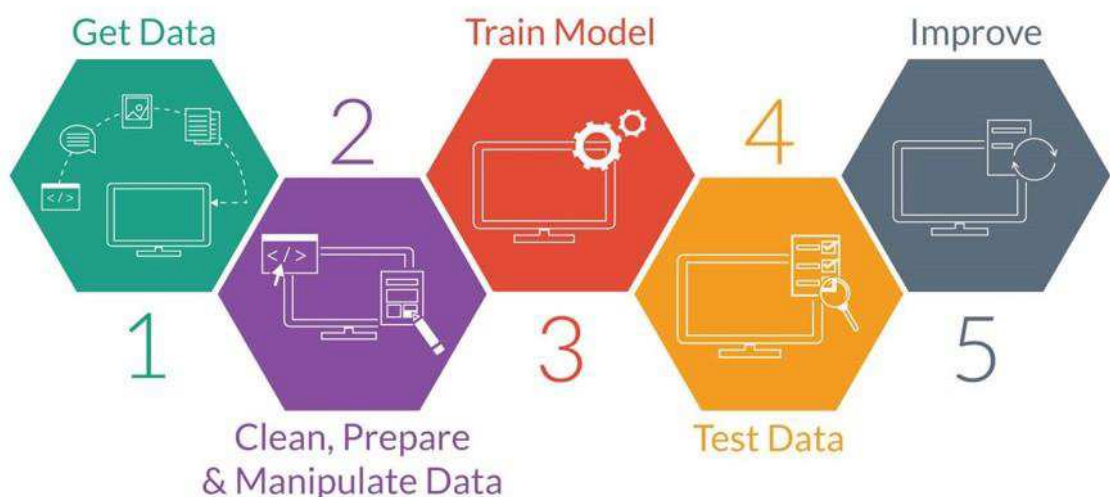 Get Data
1
2
Clean, Prepare
& Manipulate Data
Train Model
3
4
Test Data
Improve
5
</>
</>